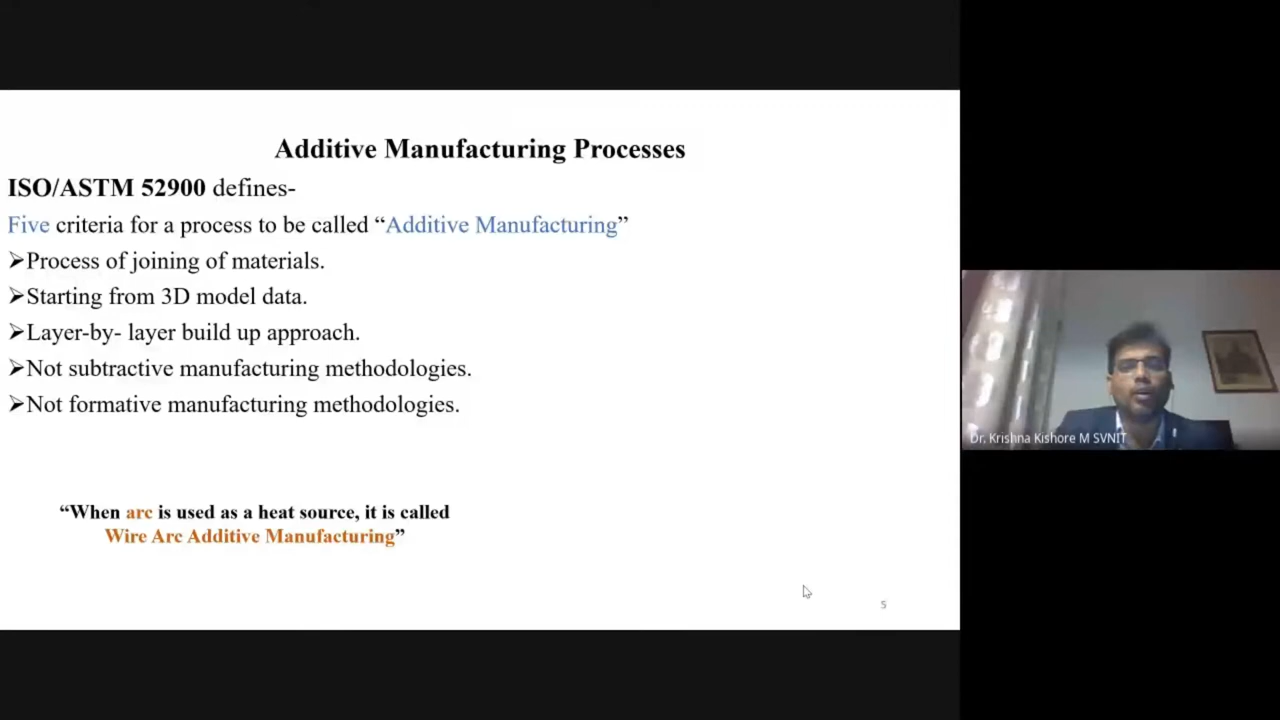 Additive Manufacturing Processes
ISO/ASTM 52900 defines-
Five criteria for a process to be called “Additive Manufacturing”
➢Process of joining of materials.
➢Starting from 3D model data.
➢Layer-by- layer build up approach.
➢Not subtractive manufacturing methodologies.
➢Not formative manufacturing methodologies.
“When arc is used as a heat source, it is called
Wire Arc Additive Manufacturing”
5
Dr. Krishna Kishore M SVNIT